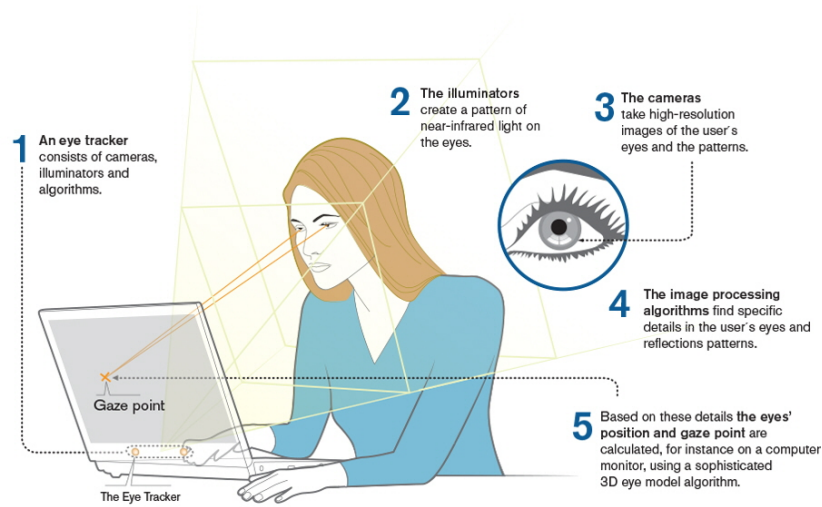 1
An eye tracker
consists of cameras,
illuminators and
algorithms.
2
The illuminators
create a pattern of
near-infrared light on
the eyes.
3
The cameras
take high-resolution
images of the user's
eyes and the patterns.
4
The image processing
algorithms find specific
details in the user's eyes and
reflections patterns.
5
Based on these details the eyes'
position and gaze point are
calculated, for instance on a computer
monitor, using a sophisticated
3D eye model algorithm.
Gaze point
The Eye Tracker